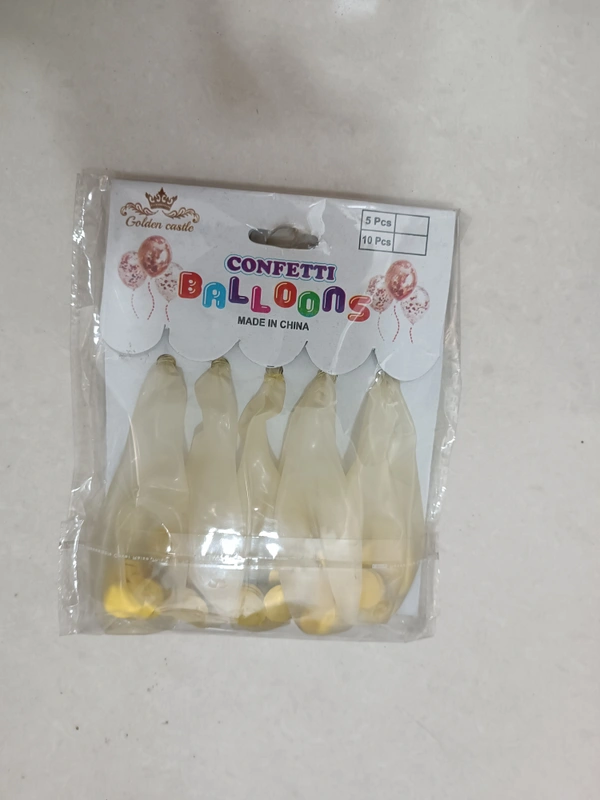 Golden castle
5 Pcs
10 Pcs
CONFETTI
BALLOONS
MADE IN CHINA